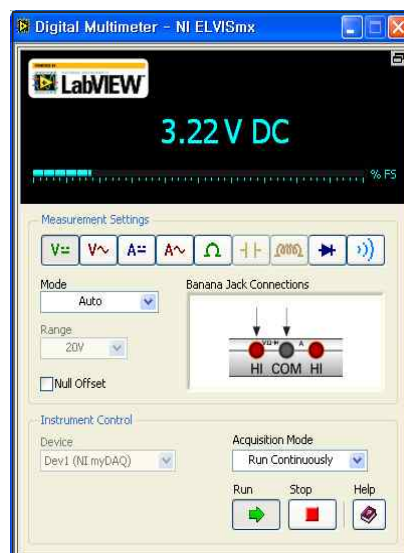 Digital Multimeter - NI ELVISmx
LabVIEW
3.22 V DC
% FS
Measurement Settings
V V A A Ω
Mode
Banana Jack Connections
Auto
Range
20V
VΩ A
HI COM HI
Null Offset
Instrument Control
Device
Acquisition Mode
Dev1 (NI myDAQ)
Run Continuously
Run Stop Help